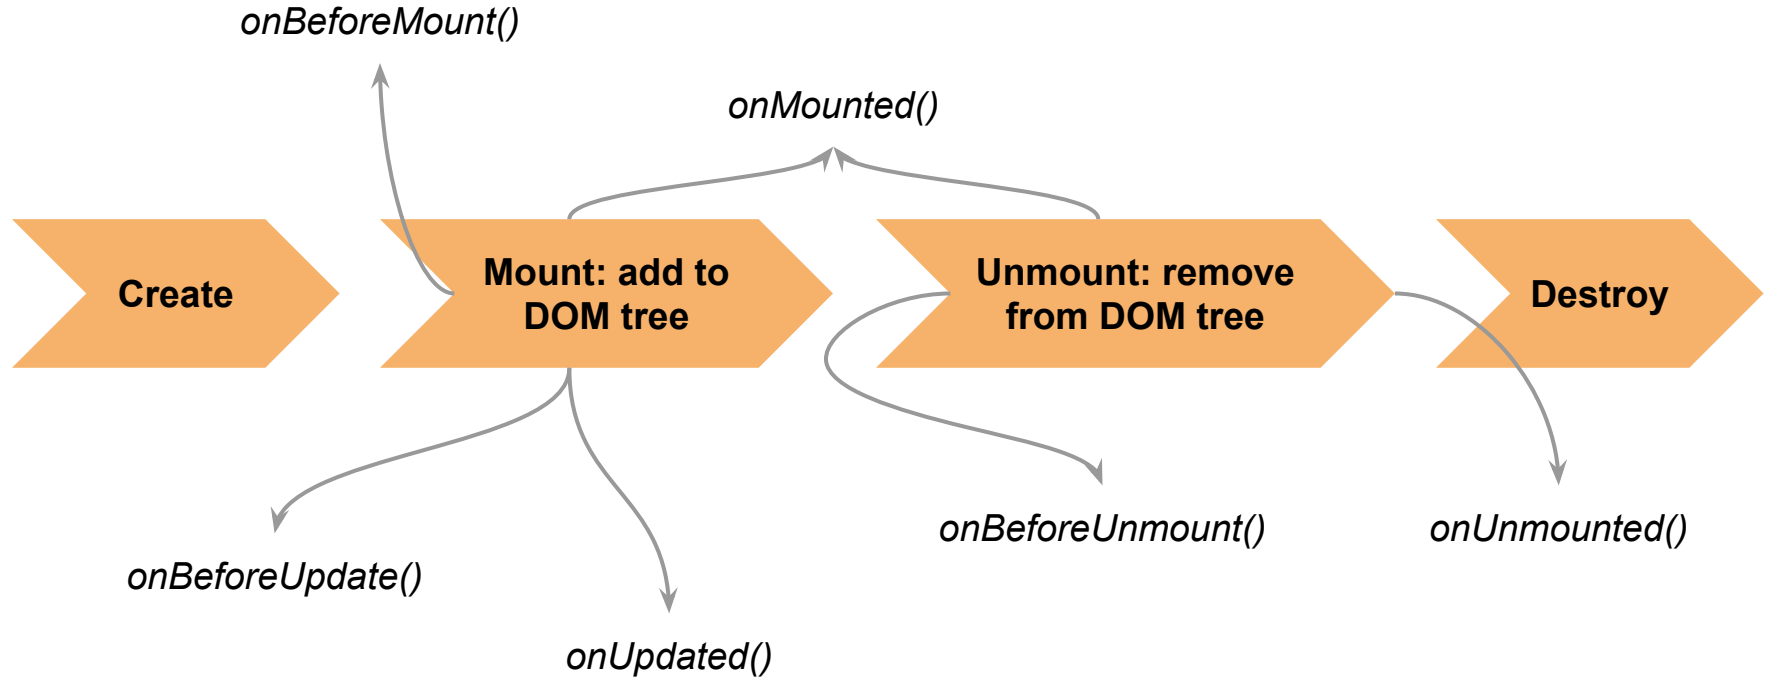 onBeforeMount()
onMounted()
Create
Mount: add to
DOM tree
Unmount: remove
from DOM tree
Destroy
onBeforeUnmount()
onUnmounted()
onBeforeUpdate()
onUpdated()